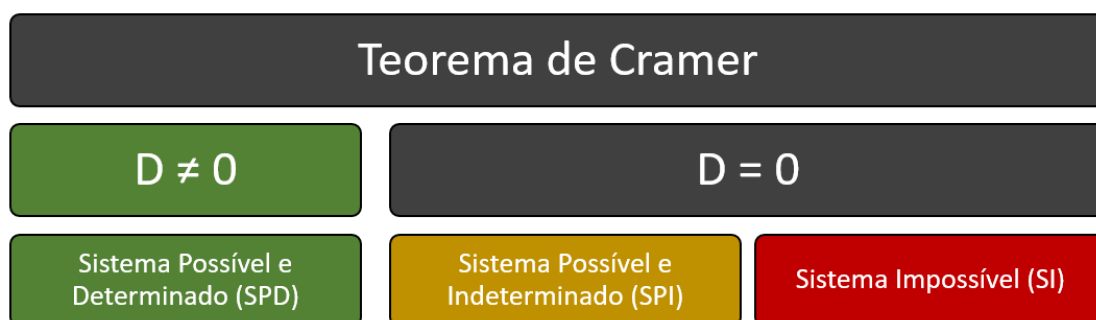 Teorema de Cramer
D ≠ 0
D = 0
Sistema Possível e
Determinado (SPD)
Sistema Possível e
Indeterminado (SPI)
Sistema Impossível (SI)